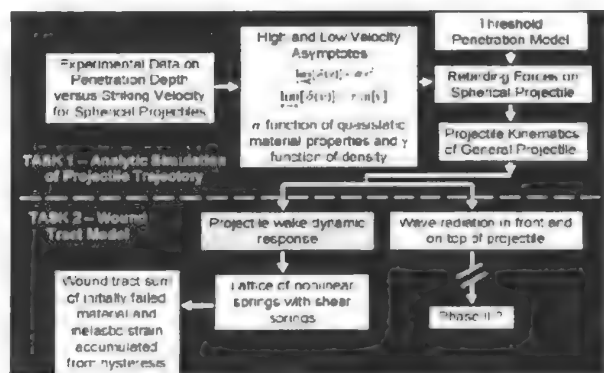 Experimental Data on
Penetration Depth
versus Striking Velocity
for Spherical Projectiles
High and Low Velocity
Asymptotes
α function of quasistatic
material properties and γ
function of density
Threshold
Penetration Model
Retarding Forces on
Spherical Projectile
Projectile Kinematics
of General Projectile
TASK 1 – Analytic Simulation
of Projectile Trajectory
TASK 2 – Wound
Tract Model
Projectile wake dynamic
response
Wave radiation in front and
on top of projectile
Wound tract sum
of initially failed
material and
inelastic strain
accumulated
from hysteresis
Lattice of nonlinear
springs with shear
springs
Phase II ?